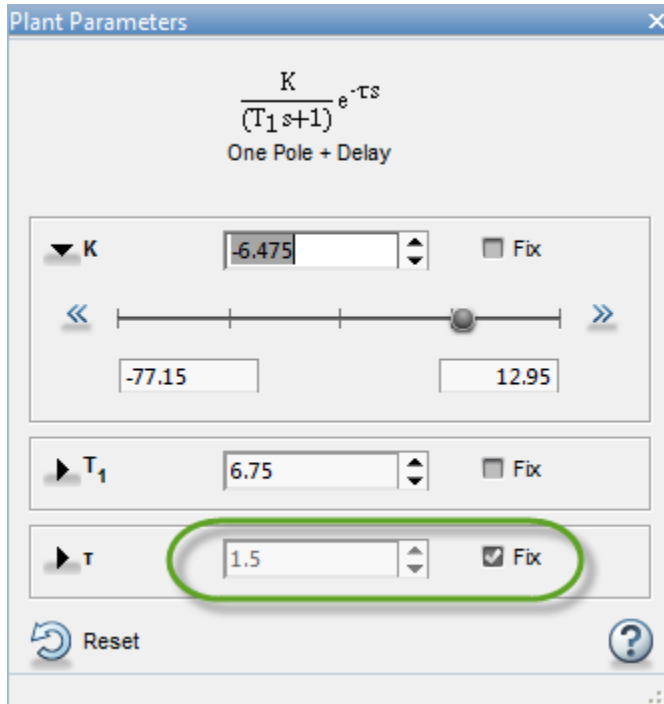 Plant Parameters
K
(T₁s+1) e^-τs
One Pole + Delay
K -6.475 Fix
-77.15 12.95
T₁ 6.75 Fix
τ 1.5 Fix
Reset ?